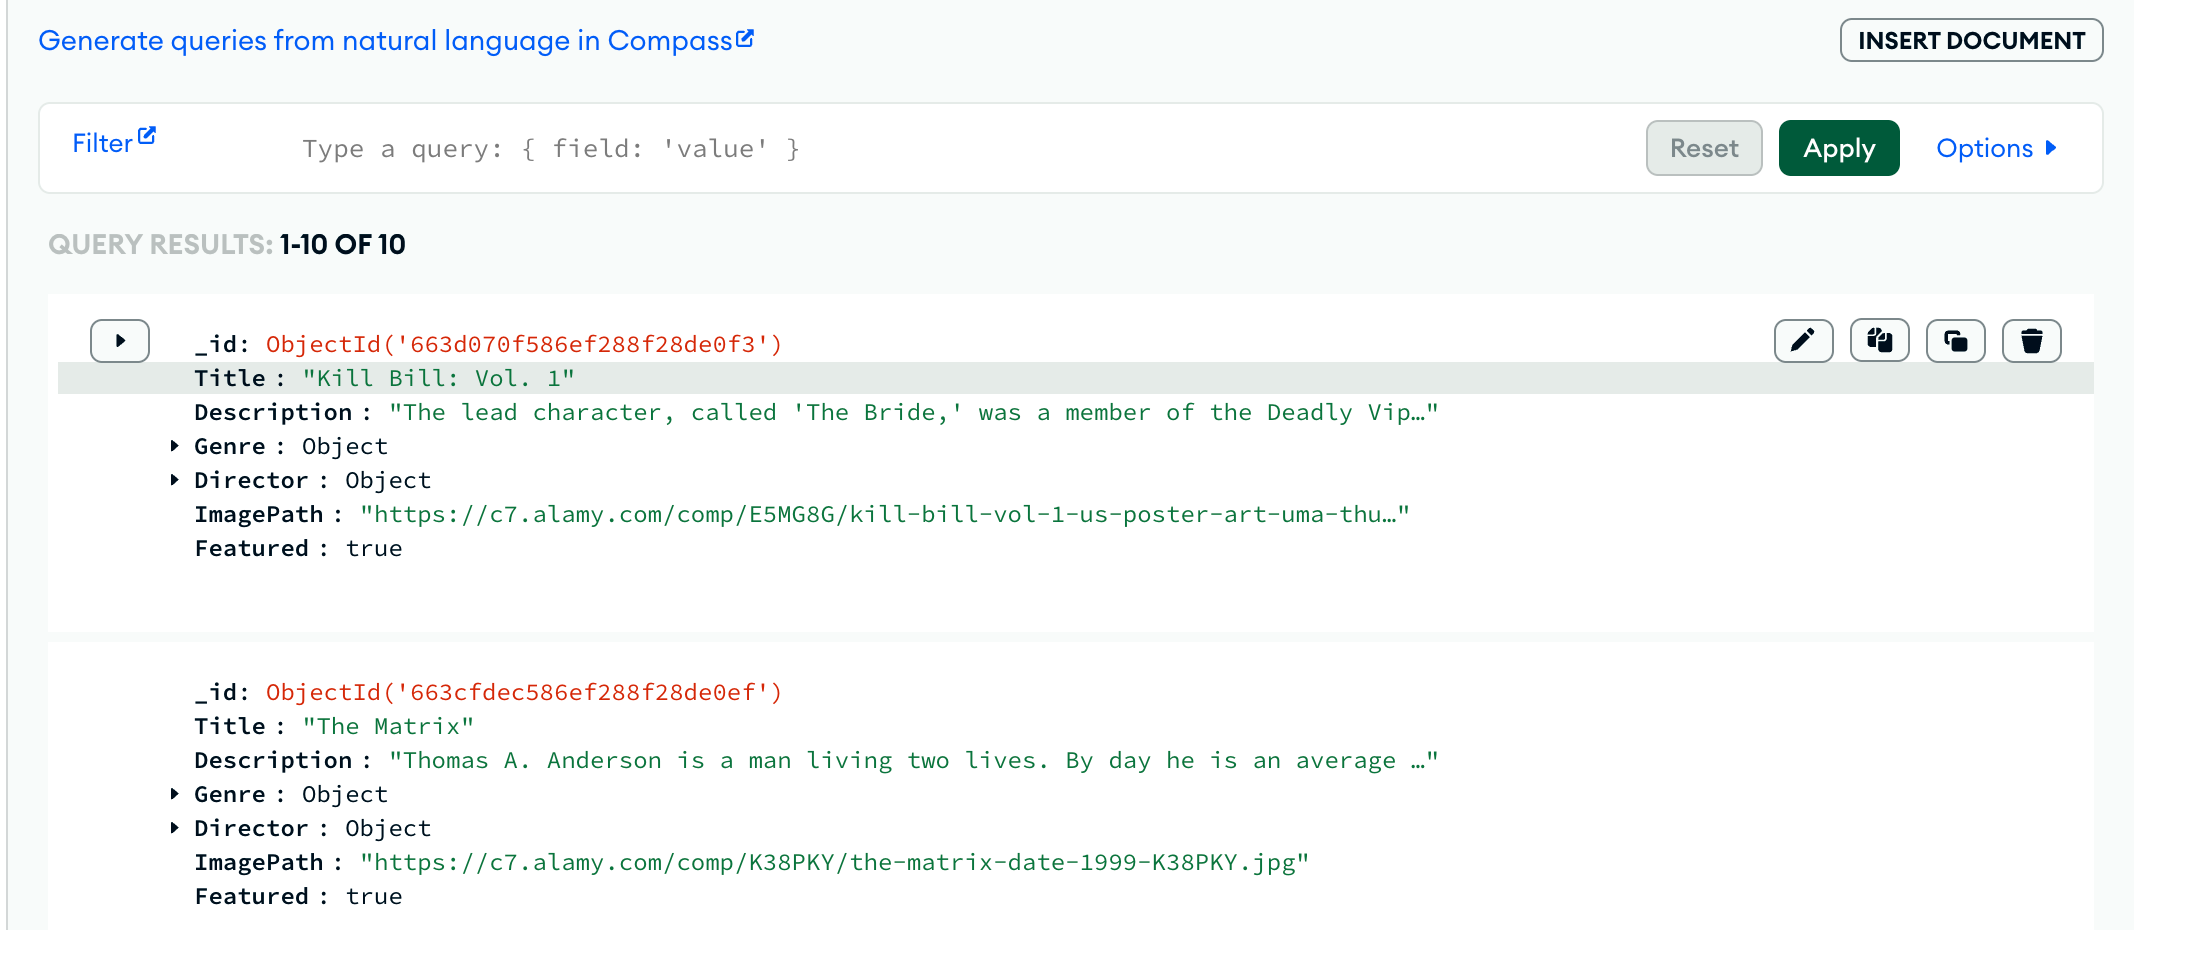 Generate queries from natural language in Compass
INSERT DOCUMENT
Filter
Type a query: { field: 'value' }
Reset
Apply
Options
QUERY RESULTS: 1-10 OF 10
_id: ObjectId('663d070f586ef288f28de0f3')
Title : "Kill Bill: Vol. 1"
Description : "The lead character, called 'The Bride,' was a member of the Deadly Vip…"
Genre : Object
Director : Object
ImagePath : "https://c7.alamy.com/comp/E5MG8G/kill-bill-vol-1-us-poster-art-uma-thu…"
Featured : true
_id: ObjectId('663cfdec586ef288f28de0ef')
Title : "The Matrix"
Description : "Thomas A. Anderson is a man living two lives. By day he is an average …"
Genre : Object
Director : Object
ImagePath : "https://c7.alamy.com/comp/K38PKY/the-matrix-date-1999-K38PKY.jpg"
Featured : true